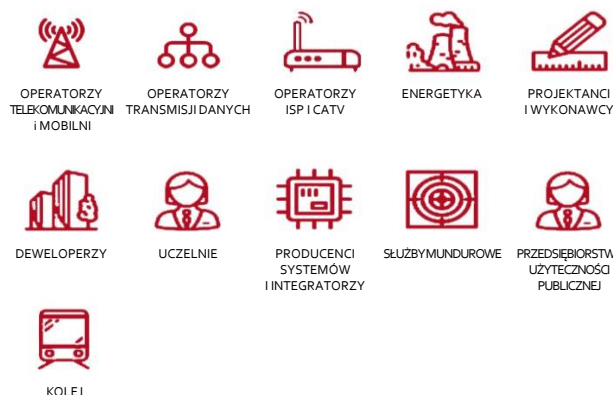 OPERATORZY
TELEKOMUNIKACYJNI
i MOBILNI
OPERATORZY
TRANSMISJI DANYCH
OPERATORZY
ISP I CATV
ENERGETYKA
PROJEKTANCI
I WYKONAWCY
DEWELOPERZY
UCZELNIE
PRODUCENCI
SYSTEMÓW
I INTEGRATORZY
SŁUŻBY MUNDUROWE
PRZEDSIĘBIORSTW
UŻYTECZNOŚCI
PUBLICZNEJ
KOLEJ